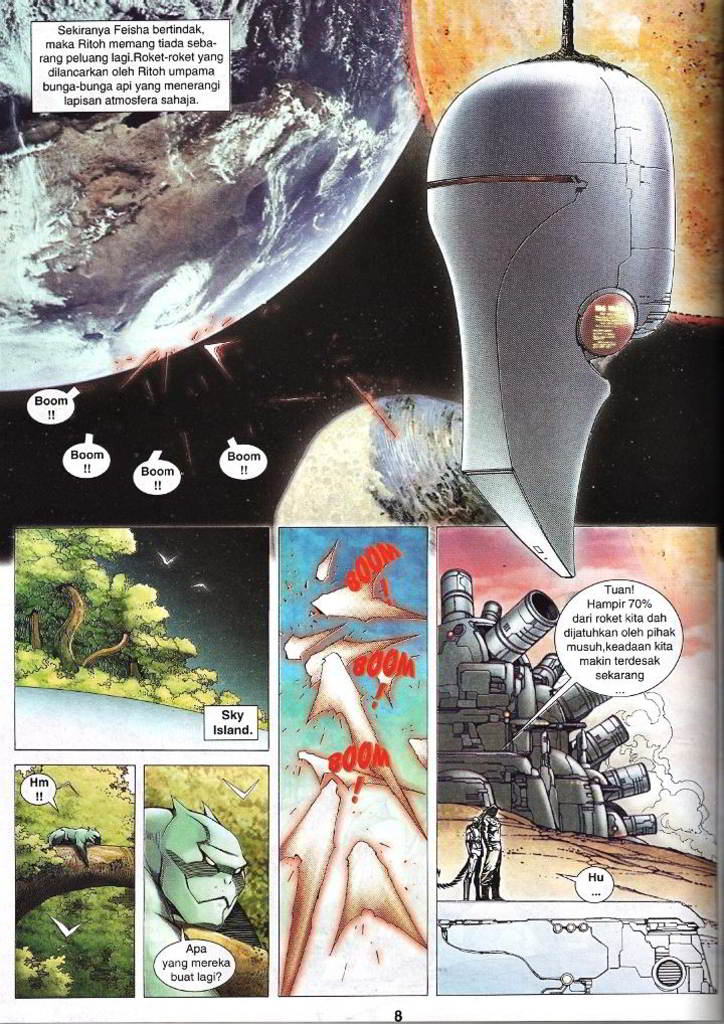 Sekiranya Feisha bertindak,
maka Ritoh memang tiada seba-
rang peluang lagi.Roket-roket yang
dilancarkan oleh Ritoh umpama
bunga-bunga api yang menerangi
lapisan atmosfera sahaja.
Boom
!!
Boom
!!
Boom
!!
Boom
!!
Sky
Island.
Hm
!!
Apa
yang mereka
buat lagi?
BOOM
!
BOOM
!
BOOM
!
Tuan!
Hampir 70%
dari roket kita dah
dijatuhkan oleh pihak
musuh,keadaan kita
makin terdesak
sekarang
...
Hu
...
8